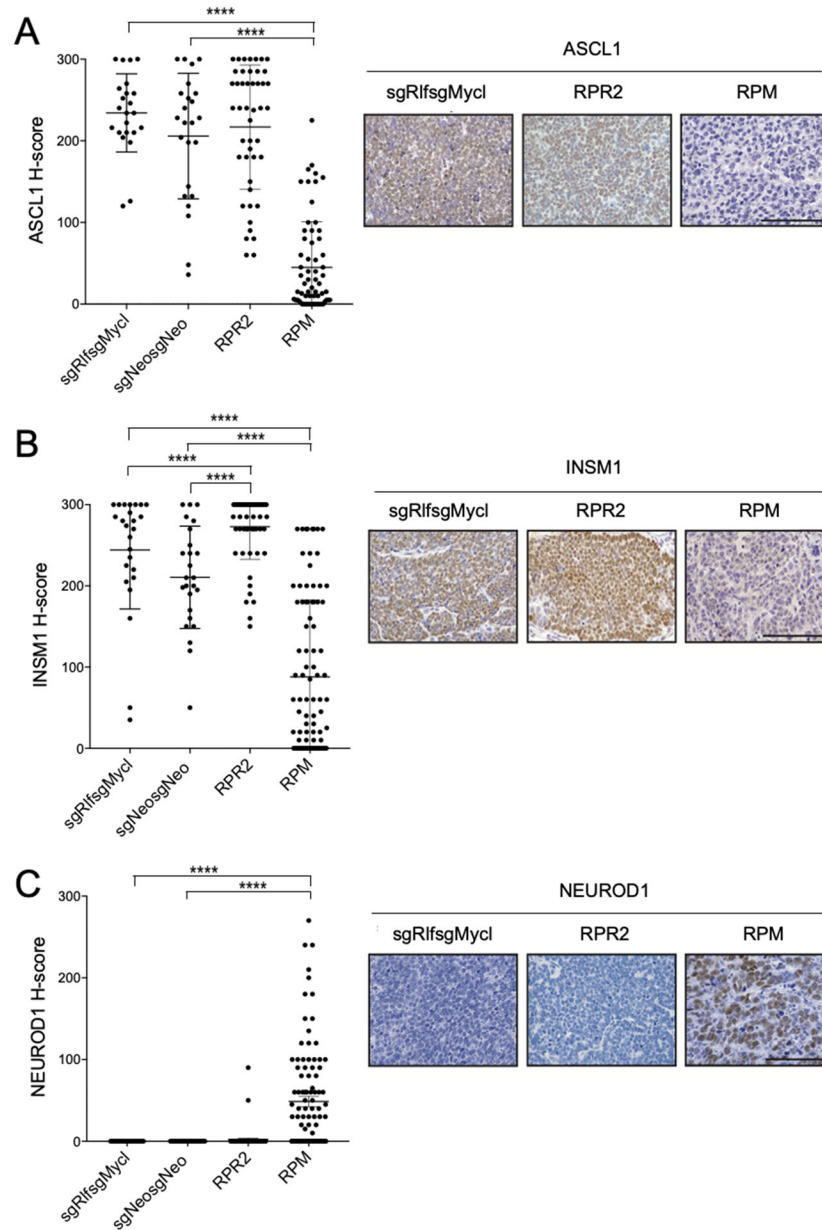 A
****
****
ASCL1 H-score
300
200
100
0
sgRlfsgMycl
sgNeosgNeo
RPR2
RPM
ASCL1
sgRlfsgMycl RPR2 RPM
B
****
****
****
****
INSM1 H-score
300
200
100
0
sgRlfsgMycl
sgNeosgNeo
RPR2
RPM
INSM1
sgRlfsgMycl RPR2 RPM
C
****
****
NEUROD1 H-score
300
200
100
0
sgRlfsgMycl
sgNeosgNeo
RPR2
RPM
NEUROD1
sgRlfsgMycl RPR2 RPM